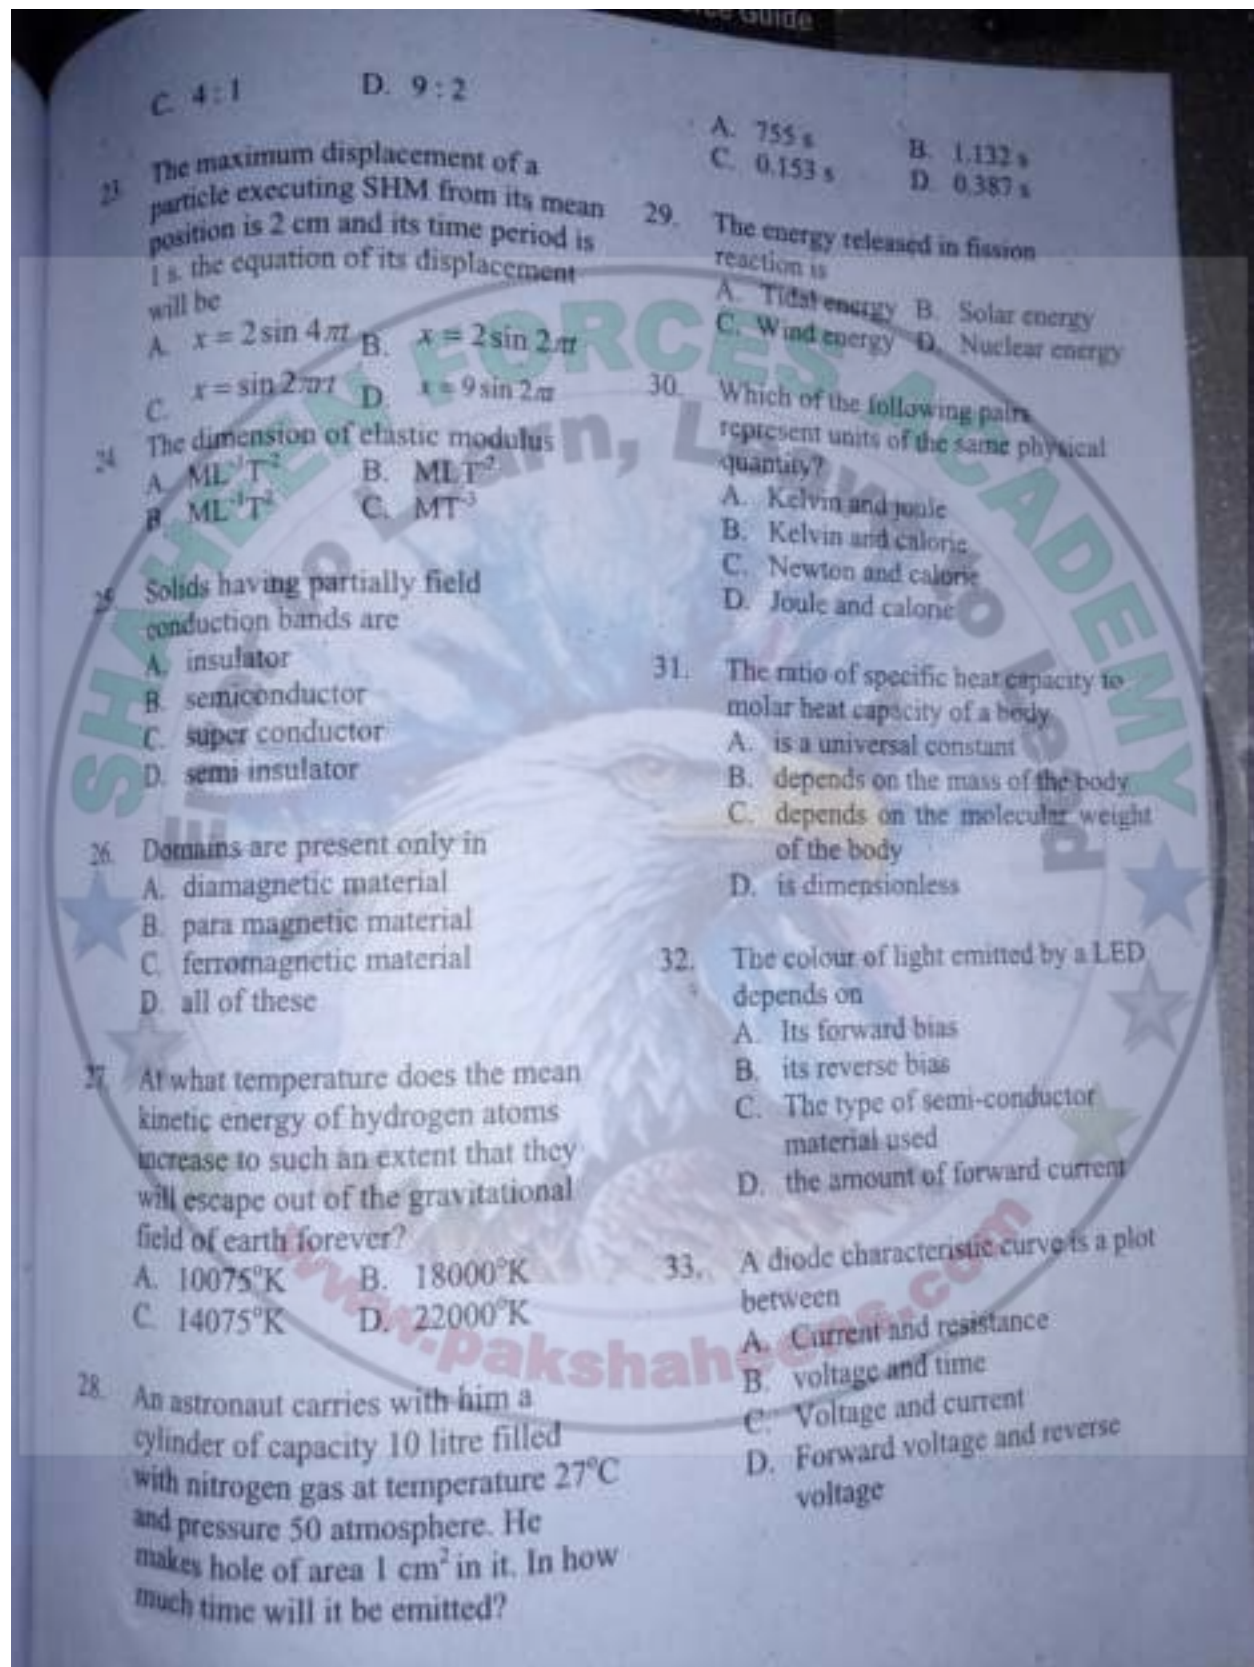 Guide
C. 4 : 1 D. 9 : 2
23. The maximum displacement of a
particle executing SHM from its mean
position is 2 cm and its time period is
1 s. the equation of its displacement
will be
A. x = 2 sin 4πt B. x = 2 sin 2πt
C. x = sin 2πt D. x = 9 sin 2πt
24. The dimension of elastic modulus
A. ML⁻¹T⁻² B. MLT⁻²
B. ML⁻¹T² C. MT⁻³
25. Solids having partially field
conduction bands are
A. insulator
B. semiconductor
C. super conductor
D. semi insulator
26. Domains are present only in
A. diamagnetic material
B. para magnetic material
C. ferromagnetic material
D. all of these
27. At what temperature does the mean
kinetic energy of hydrogen atoms
increase to such an extent that they
will escape out of the gravitational
field of earth forever?
A. 10075°K B. 18000°K
C. 14075°K D. 22000°K
28. An astronaut carries with him a
cylinder of capacity 10 litre filled
with nitrogen gas at temperature 27°C
and pressure 50 atmosphere. He
makes hole of area 1 cm² in it. In how
much time will it be emitted?
A. 755 s B. 1.132 s
C. 0.153 s D. 0.387 s
29. The energy released in fission
reaction is
A. Tidal energy B. Solar energy
C. Wind energy D. Nuclear energy
30. Which of the following pairs
represent units of the same physical
quantity?
A. Kelvin and joule
B. Kelvin and calorie
C. Newton and calorie
D. Joule and calorie
31. The ratio of specific heat capacity to
molar heat capacity of a body
A. is a universal constant
B. depends on the mass of the body
C. depends on the molecular weight
of the body
D. is dimensionless
32. The colour of light emitted by a LED
depends on
A. Its forward bias
B. its reverse bias
C. The type of semi-conductor
material used
D. the amount of forward current
33. A diode characteristic curve is a plot
between
A. Current and resistance
B. voltage and time
C. Voltage and current
D. Forward voltage and reverse
voltage
SHAHEEN FORCES ACADEMY
Enter to Learn, Leave to Lead
www.pakshaheens.com